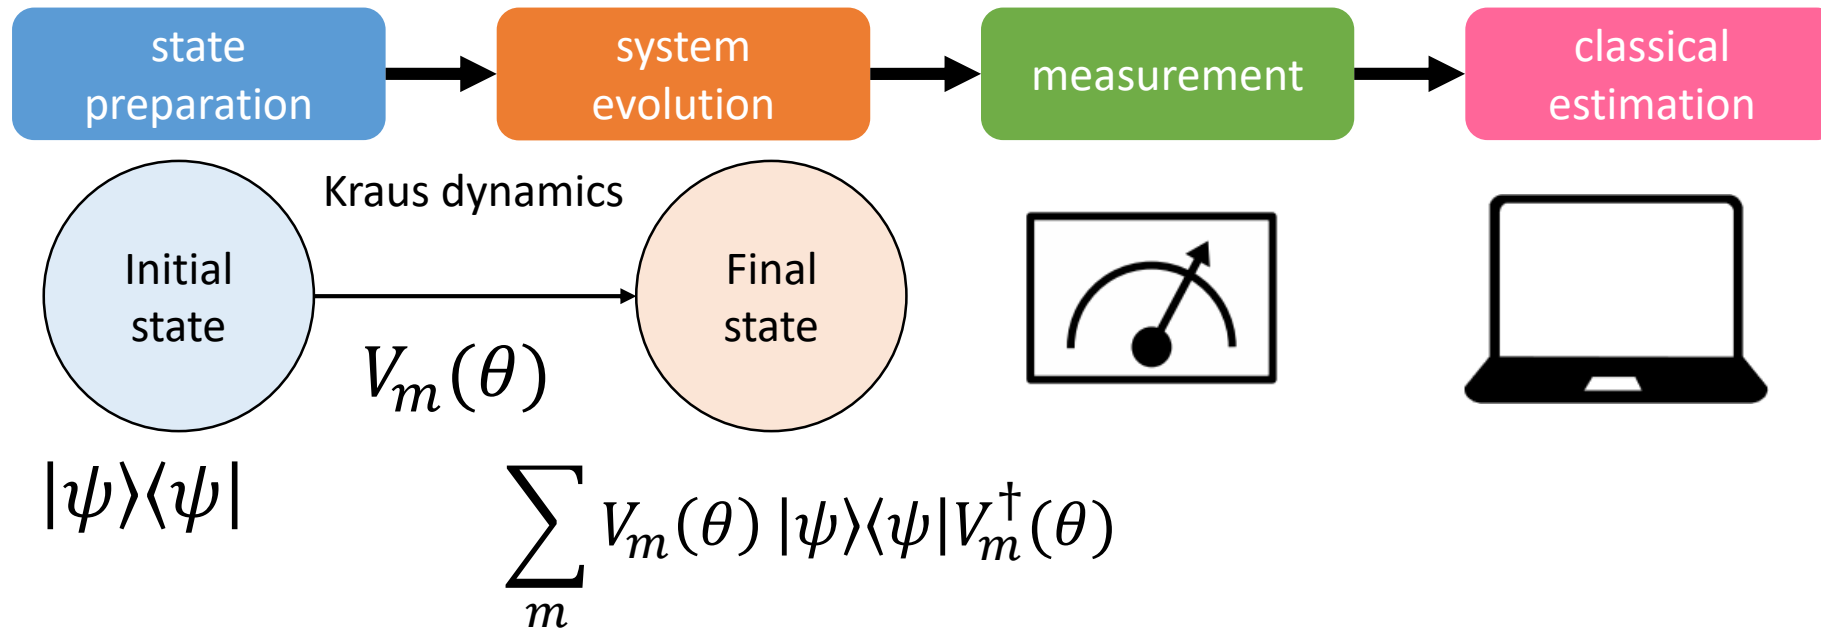 state
preparation
system
evolution
measurement
classical
estimation
Kraus dynamics
Initial
state
Final
state
V_m(θ)
|ψ⟩⟨ψ|
∑_m V_m(θ) |ψ⟩⟨ψ|V_m^†(θ)